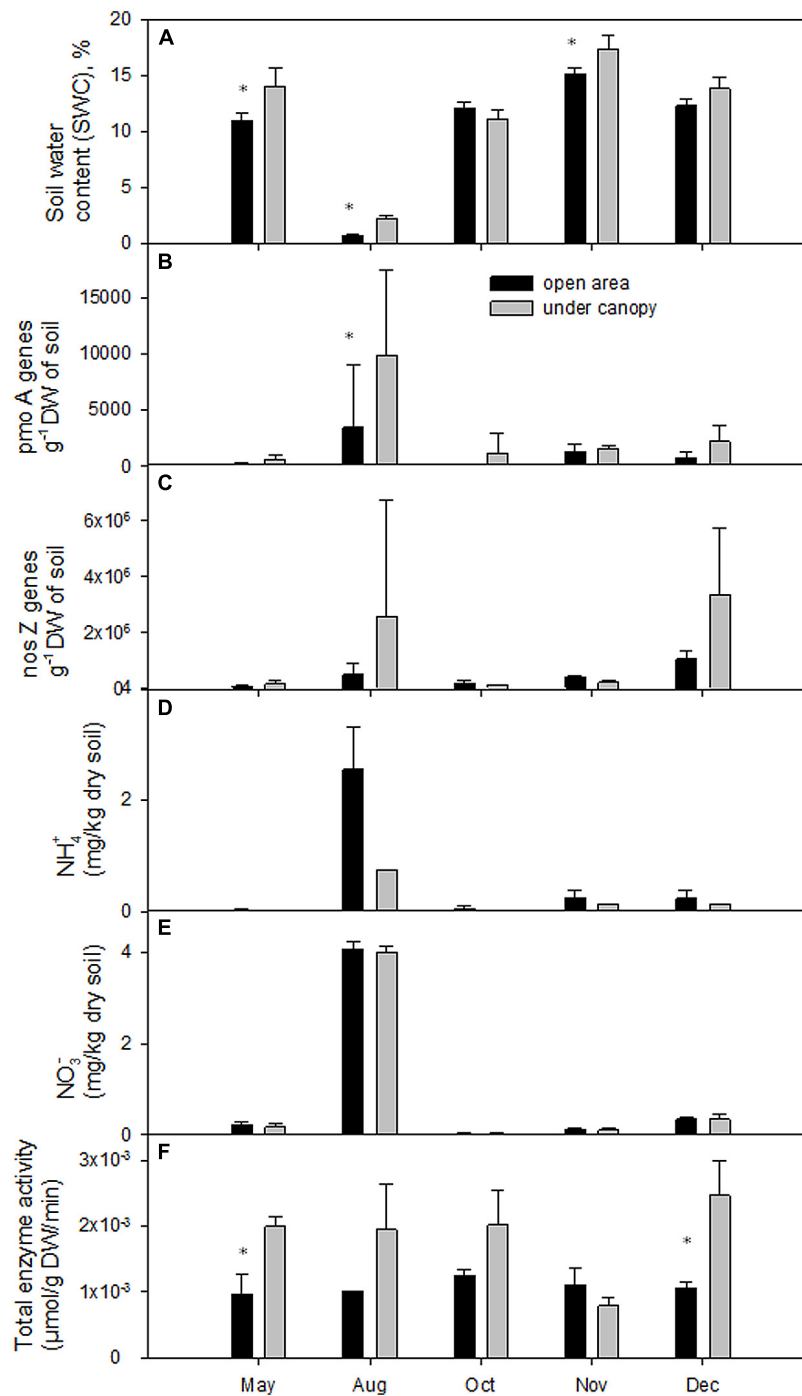 A
Soil water
content (SWC), %
20
15
10
5
0
*
*
*
B
pmo A genes
g⁻¹ DW of soil
15000
10000
5000
0
*
open area
under canopy
C
nos Z genes
g⁻¹ DW of soil
6x10⁶
4x10⁶
2x10⁶
0
D
NH₄⁺
(mg/kg dry soil)
4
2
0
E
NO₃⁻
(mg/kg dry soil)
4
2
0
F
Total enzyme activity
(µmol/g DW/min)
3x10⁻³
2x10⁻³
1x10⁻³
0
*
*
May Aug Oct Nov Dec